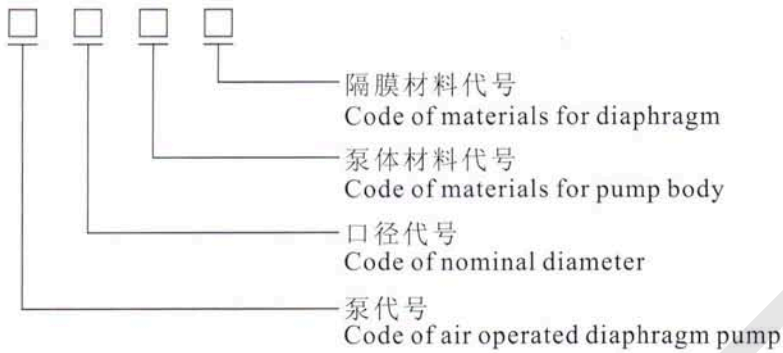 隔膜材料代号
Code of materials for diaphragm
泵体材料代号
Code of materials for pump body
口径代号
Code of nominal diameter
泵代号
Code of air operated diaphragm pump